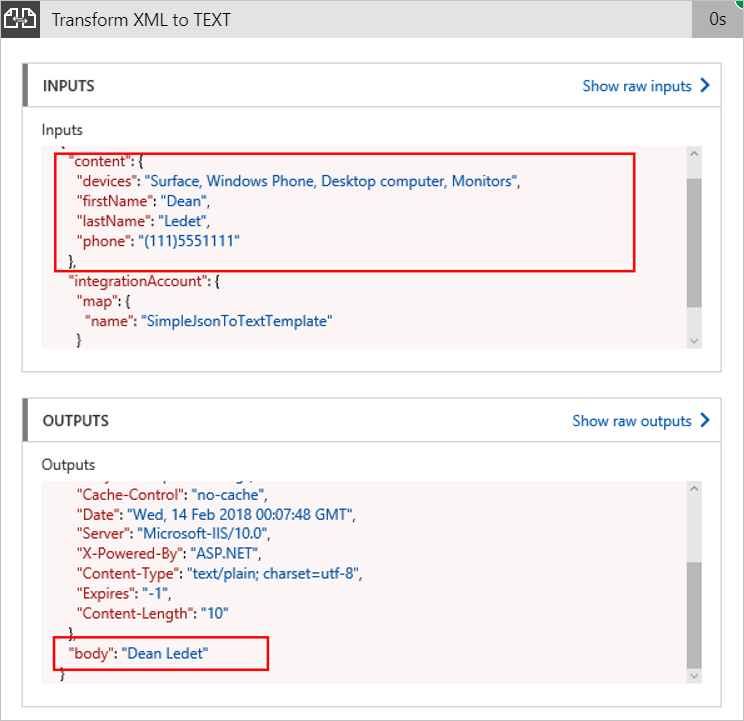 Transform XML to TEXT
0s
INPUTS
Show raw inputs
Inputs
"content": {
"devices": "Surface, Windows Phone, Desktop computer, Monitors",
"firstName": "Dean",
"lastName": "Ledet",
"phone": "(111)5551111"
},
"integrationAccount": {
"map": {
"name": "SimpleJsonToTextTemplate"
}
OUTPUTS
Show raw outputs
Outputs
"Cache-Control": "no-cache",
"Date": "Wed, 14 Feb 2018 00:07:48 GMT",
"Server": "Microsoft-IIS/10.0",
"X-Powered-By": "ASP.NET",
"Content-Type": "text/plain; charset=utf-8",
"Expires": "-1",
"Content-Length": "10"
},
"body": "Dean Ledet"
}